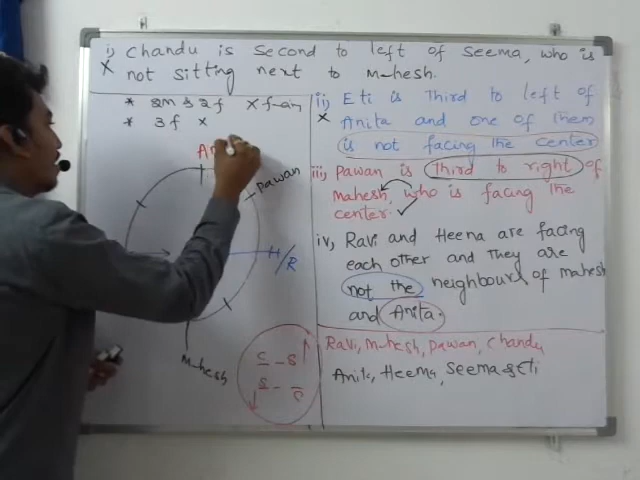 i, Chandu is Second to left of Seema, who is
X not sitting next to Mahesh.
* 2m & 2f X f-an
* 3f X
ii, Eti is Third to left of
X Anita and one of them
is not facing the center
iii, Pawan is Third to right of
Mahesh, who is facing the
center.
iv, Ravi and Heena are facing
each other and they are
not the neighbours of mahesh
and Anita.
Pawan
H/R
Mahesh
Ravi, Mahesh, Pawan, Chandu
Anita, Heema, Seema & Eti